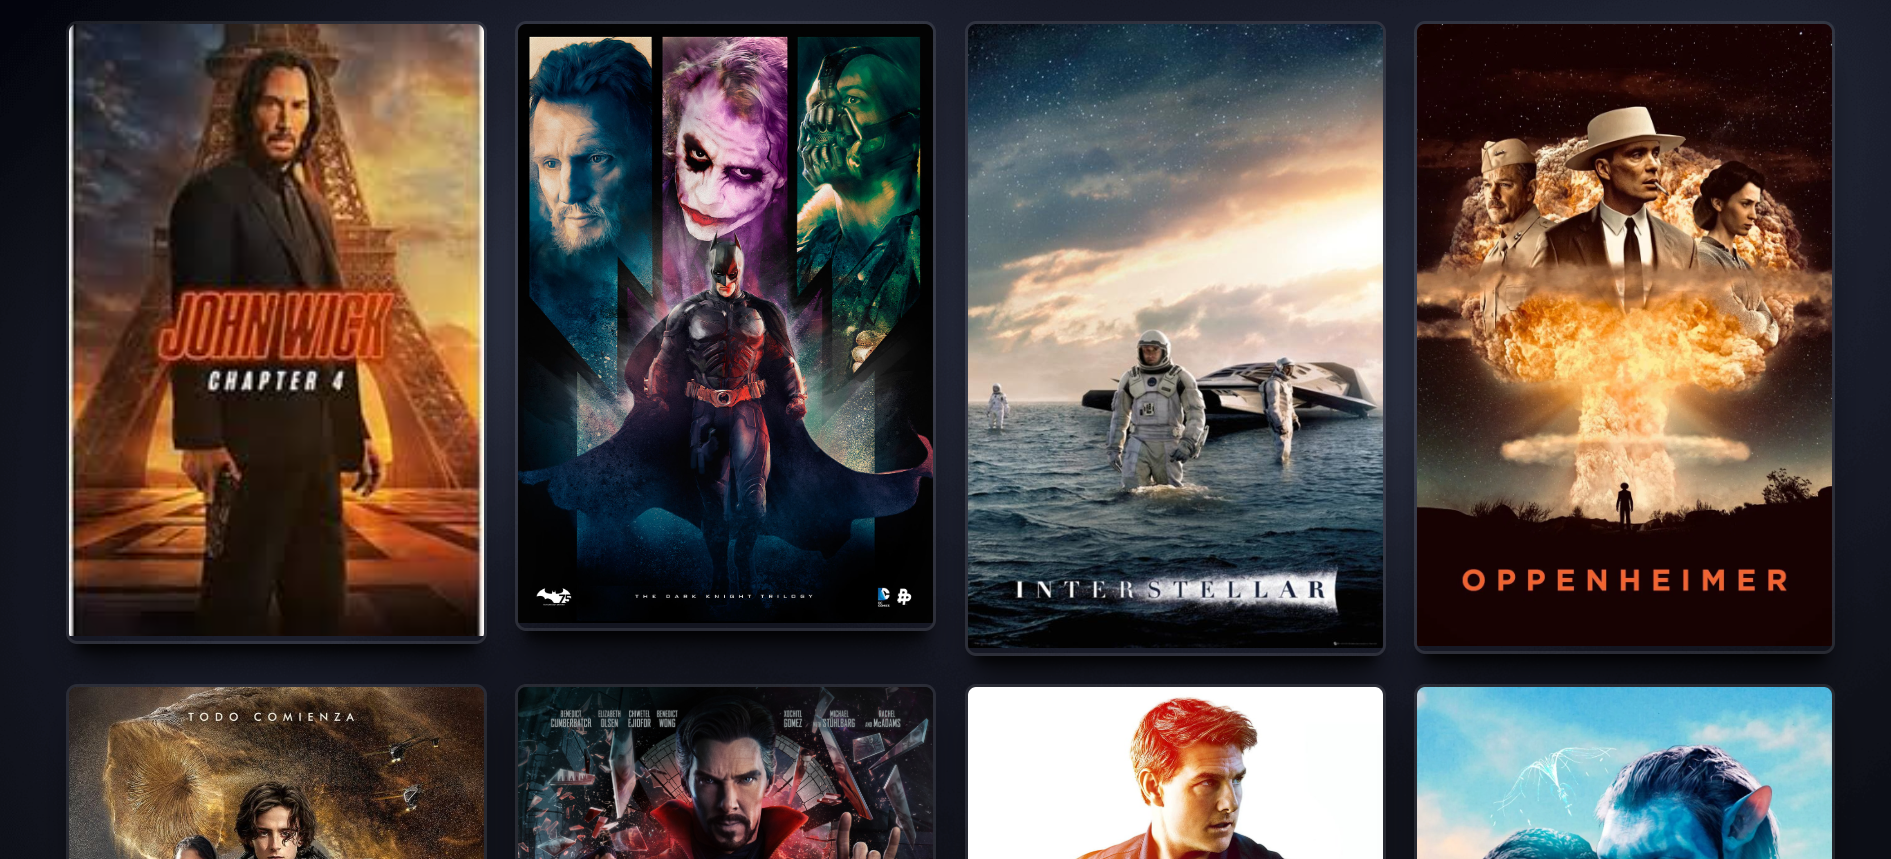 JOHN WICK
CHAPTER 4
THE DARK KNIGHT TRILOGY
INTERSTELLAR
OPPENHEIMER
TODO COMIENZA
BENEDICT CUMBERBATCH ELIZABETH OLSEN CHIWETEL EJIOFOR BENEDICT WONG XOCHITL GOMEZ MICHAEL STUHLBARG AND RACHEL McADAMS